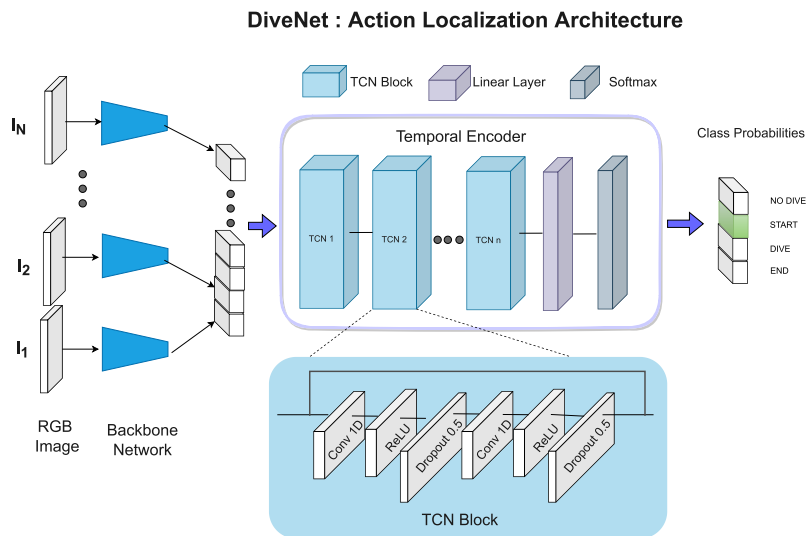 DiveNet : Action Localization Architecture
TCN Block
Linear Layer
Softmax
I_N
Temporal Encoder
Class Probabilities
TCN 1
TCN 2
TCN n
NO DIVE
START
DIVE
END
I_2
I_1
RGB
Image
Backbone
Network
Conv 1D
ReLU
Dropout 0.5
Conv 1D
ReLU
Dropout 0.5
TCN Block